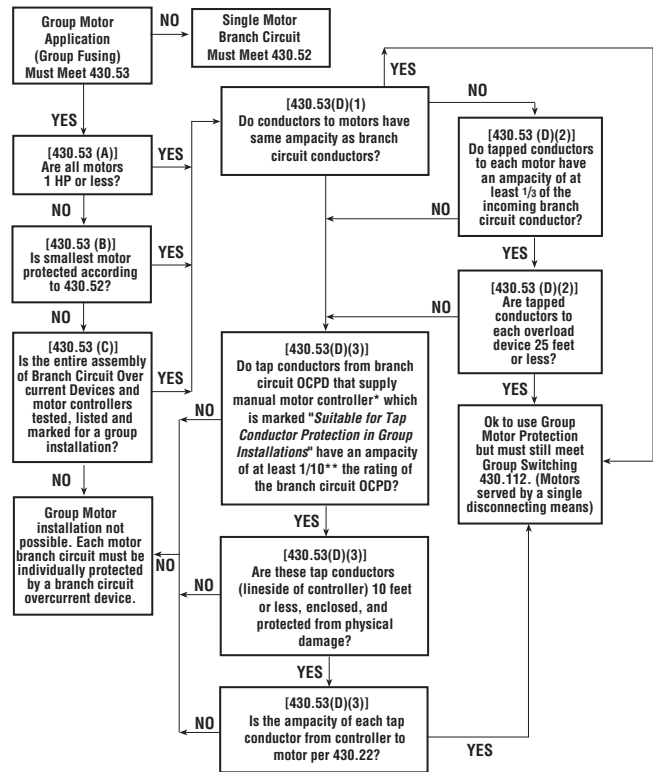 Group Motor
Application
(Group Fusing)
Must Meet 430.53
NO
Single Motor
Branch Circuit
Must Meet 430.52
YES
[430.53 (A)]
Are all motors
1 HP or less?
YES
NO
[430.53 (B)]
Is smallest motor
protected according
to 430.52?
YES
NO
[430.53 (C)]
Is the entire assembly
of Branch Circuit Over
current Devices and
motor controllers
tested, listed and
marked for a group
installation?
YES
NO
Group Motor
installation not
possible. Each motor
branch circuit must be
individually protected
by a branch circuit
overcurrent device.
[430.53(D)(1)
Do conductors to motors have
same ampacity as branch
circuit conductors?
YES
NO
[430.53 (D)(2)]
Do tapped conductors
to each motor have
an ampacity of at
least 1/3 of the
incoming branch
circuit conductor?
NO
YES
[430.53 (D)(2)]
Are tapped
conductors to
each overload
device 25 feet
or less?
NO
YES
Ok to use Group
Motor Protection
but must still meet
Group Switching
430.112. (Motors
served by a single
disconnecting means)
[430.53(D)(3)]
Do tap conductors from branch
circuit OCPD that supply
manual motor controller* which
is marked "Suitable for Tap
Conductor Protection in Group
Installations" have an ampacity
of at least 1/10** the rating of
the branch circuit OCPD?
NO
YES
[430.53(D)(3)]
Are these tap conductors
(lineside of controller) 10 feet
or less, enclosed, and
protected from physical
damage?
NO
YES
[430.53(D)(3)]
Is the ampacity of each tap
conductor from controller to
motor per 430.22?
NO
YES